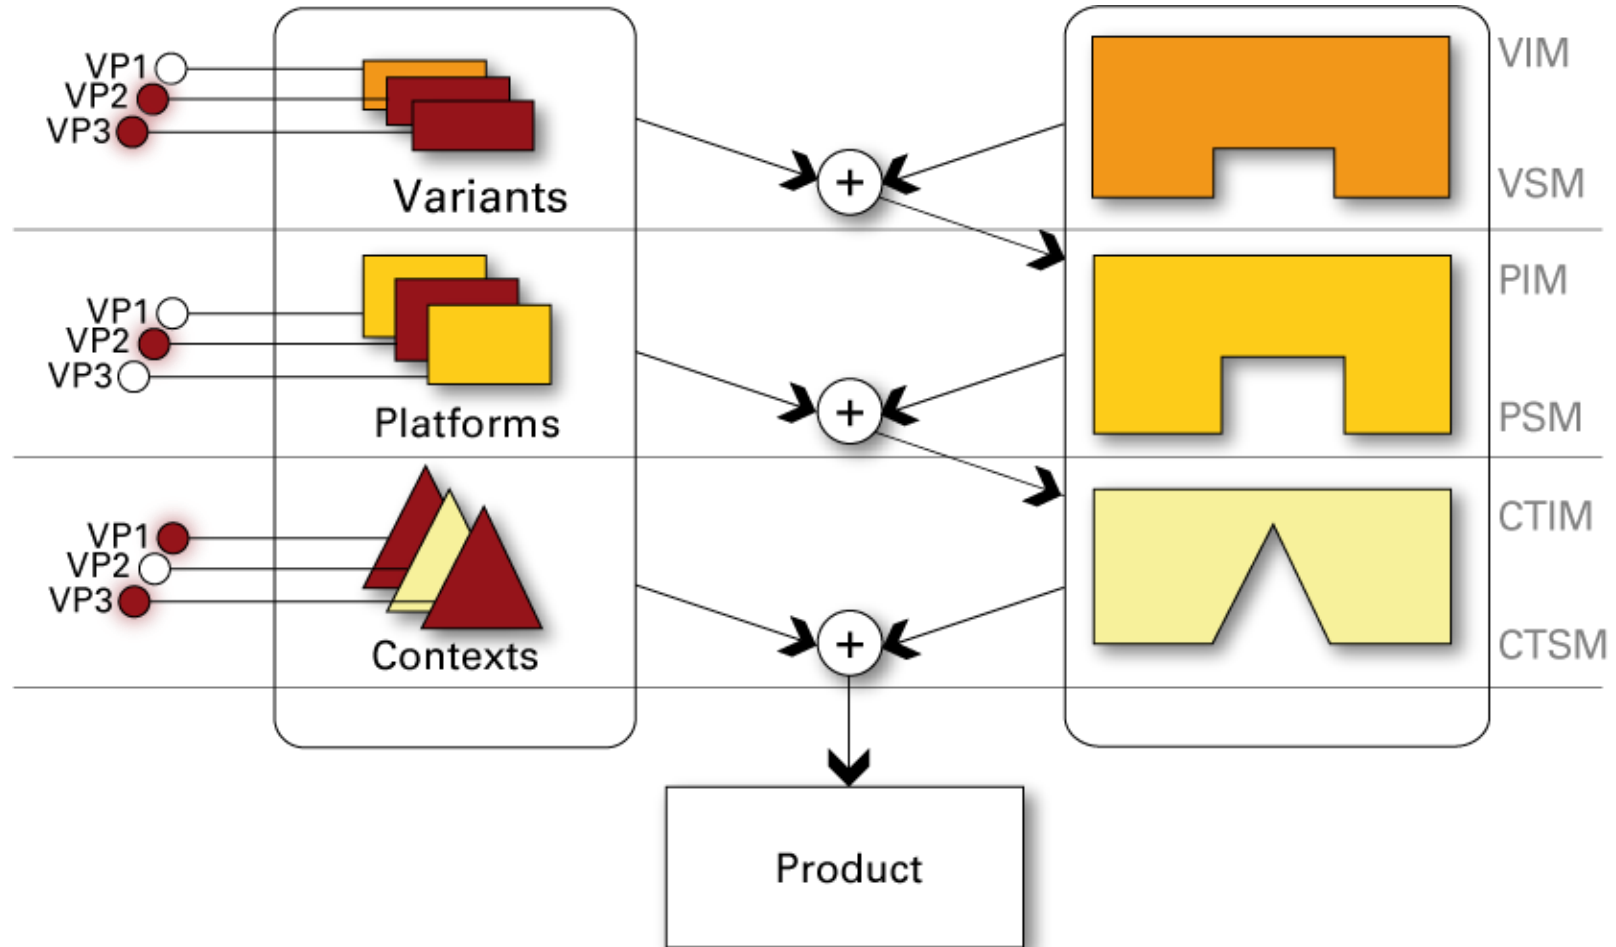 VP1
VP2
VP3
Variants
+
VIM
VSM
VP1
VP2
VP3
Platforms
+
PIM
PSM
VP1
VP2
VP3
Contexts
+
CTIM
CTSM
Product